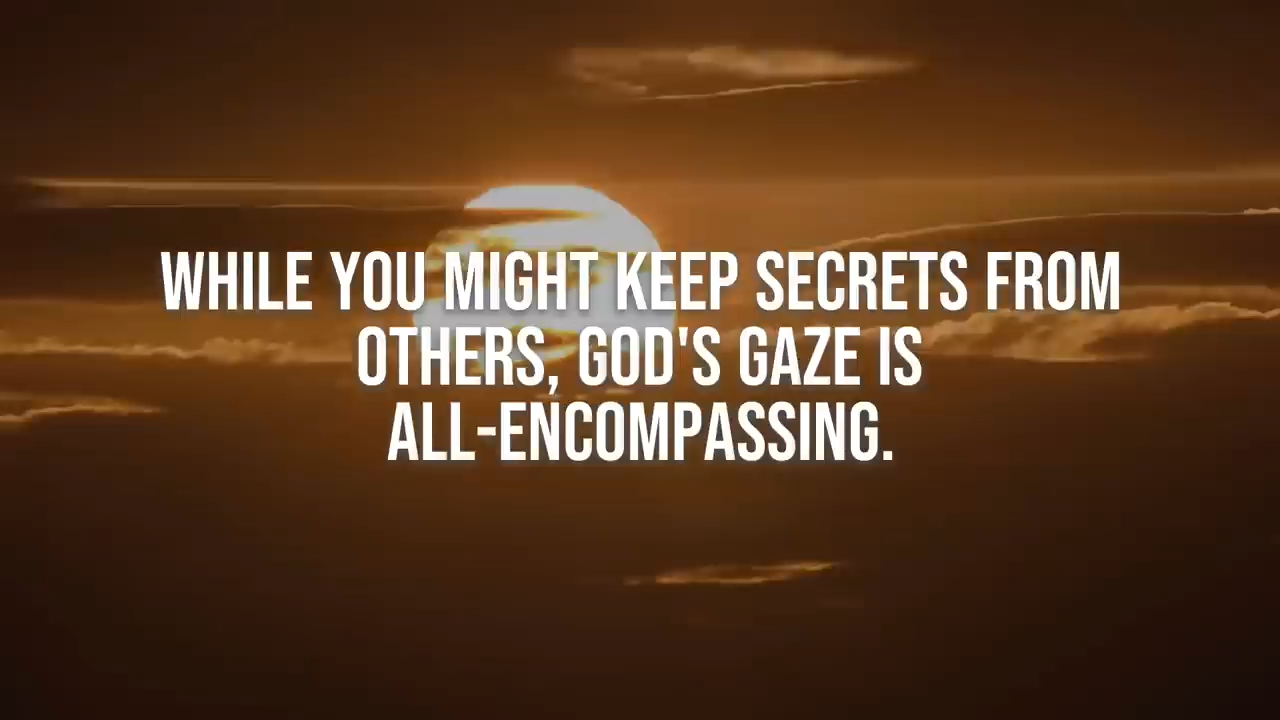 WHILE YOU MIGHT KEEP SECRETS FROM
OTHERS, GOD'S GAZE IS
ALL-ENCOMPASSING.